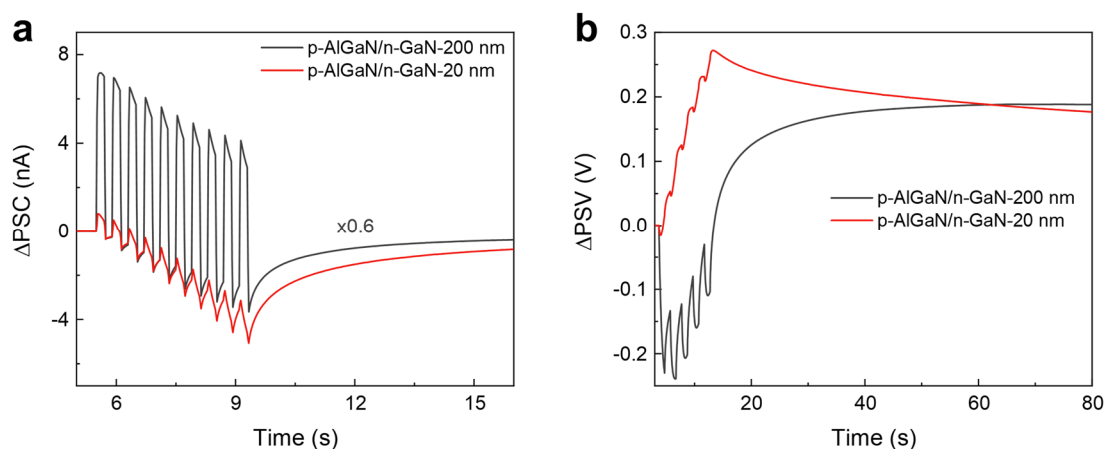 a
ΔPSC (nA)
8
4
0
-4
p-AlGaN/n-GaN-200 nm
p-AlGaN/n-GaN-20 nm
x0.6
6
9
12
15
Time (s)
b
ΔPSV (V)
0.3
0.2
0.1
0.0
-0.1
-0.2
p-AlGaN/n-GaN-200 nm
p-AlGaN/n-GaN-20 nm
20
40
60
80
Time (s)